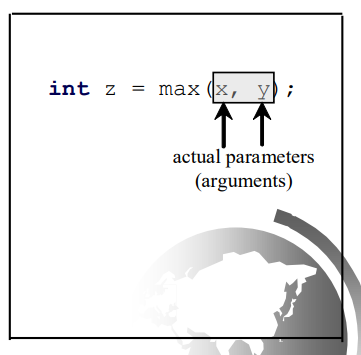 int z = max(x, y);
actual parameters
(arguments)